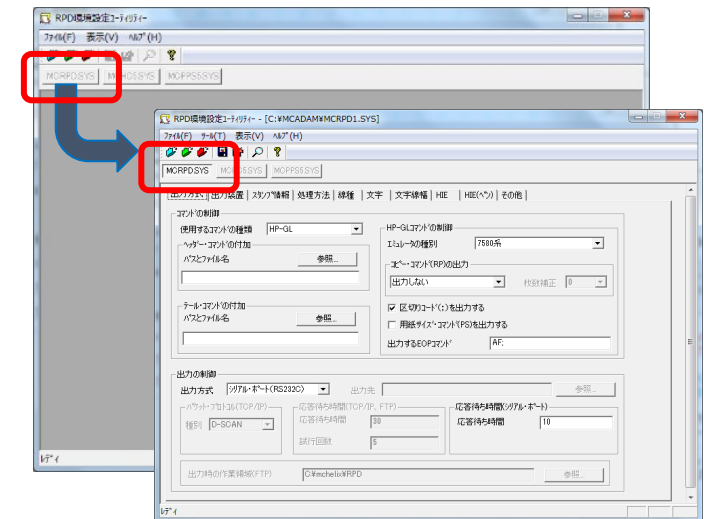 RPD環境設定ﾕｰﾃｨﾘﾃｨｰ
ﾌｧｲﾙ(F) 表示(V) ﾍﾙﾌﾟ(H)
MCRPD.SYS MCPPS5.SYS
RPD環境設定ﾕｰﾃｨﾘﾃｨｰ - [C:¥MCADAM¥MCRPD1.SYS]
ﾌｧｲﾙ(F) ﾂｰﾙ(T) 表示(V) ﾍﾙﾌﾟ(H)
MCRPD.SYS MCPPS5.SYS
出力方式 出力装置 ｽﾀﾝﾌﾟ情報 処理方法 線種 文字 文字線幅 HIE HIE(ﾍﾟﾝ) その他
ｺﾏﾝﾄﾞの制御
使用するｺﾏﾝﾄﾞの種類 HP-GL
ﾍｯﾀﾞｰ･ｺﾏﾝﾄﾞの付加
ﾊﾟｽとﾌｧｲﾙ名 参照...
ﾃｰﾙ･ｺﾏﾝﾄﾞの付加
ﾊﾟｽとﾌｧｲﾙ名 参照...
HP-GLｺﾏﾝﾄﾞの制御
ｴﾐｭﾚｰﾀの種別 7580系
ｺﾋﾟｰ･ｺﾏﾝﾄﾞ(RP)の出力
出力しない 枚数補正 0
区切りｺｰﾄﾞ(;)を出力する
用紙ｻｲｽﾞ･ｺﾏﾝﾄﾞ(PS)を出力する
出力するEOPｺﾏﾝﾄﾞ AF;
出力の制御
出力方式 ｼﾘｱﾙ･ﾎﾟｰﾄ(RS232C) 出力先 参照...
ﾊﾟｹｯﾄ･ﾌﾟﾛﾄｺﾙ(TCP/IP)
種別 D-SCAN
応答待ち時間(TCP/IP, FTP)
応答待ち時間 30
試行回数 5
応答待ち時間(ｼﾘｱﾙ･ﾎﾟｰﾄ)
応答待ち時間 10
出力時の作業領域(FTP) C:¥mchelix¥RPD 参照...
ﾚﾃﾞｨ
ﾚﾃﾞｨ